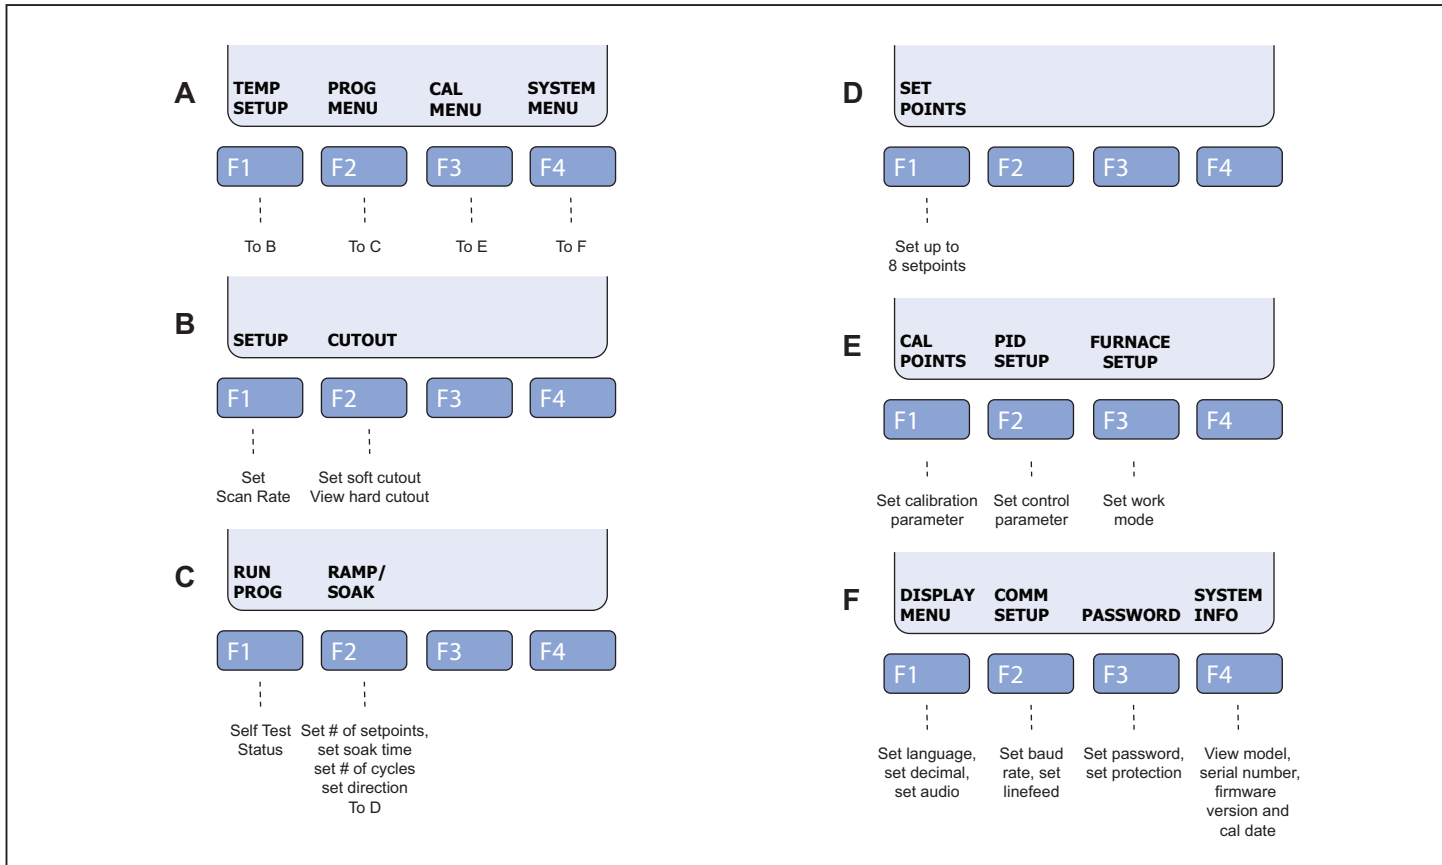 A
TEMP SETUP
PROG MENU
CAL MENU
SYSTEM MENU
F1
F2
F3
F4
To B
To C
To E
To F
B
SETUP
CUTOUT
F1
F2
F3
F4
Set
Scan Rate
Set soft cutout
View hard cutout
C
RUN
PROG
RAMP/
SOAK
F1
F2
F3
F4
Self Test
Status
Set # of setpoints,
set soak time
set # of cycles
set direction
To D
D
SET
POINTS
F1
F2
F3
F4
Set up to
8 setpoints
E
CAL
POINTS
PID
SETUP
FURNACE
SETUP
F1
F2
F3
F4
Set calibration
parameter
Set control
parameter
Set work
mode
F
DISPLAY
MENU
COMM
SETUP
PASSWORD
SYSTEM
INFO
F1
F2
F3
F4
Set language,
set decimal,
set audio
Set baud
rate, set
linefeed
Set password,
set protection
View model,
serial number,
firmware
version and
cal date